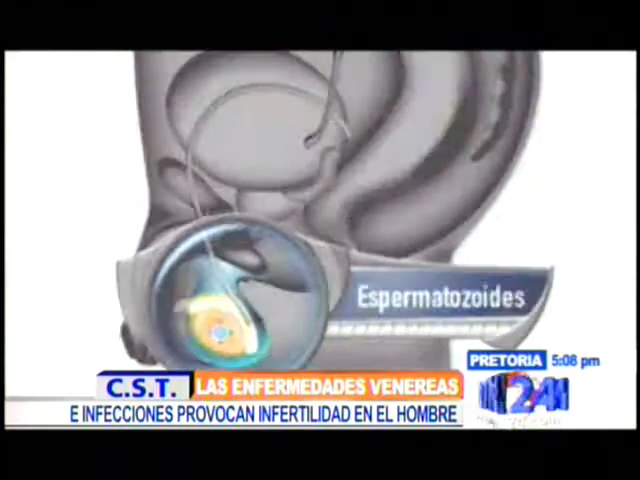 Espermatozoides
PRETORIA 5:08 pm
C.S.T. LAS ENFERMEDADES VENEREAS
E INFECCIONES PROVOCAN INFERTILIDAD EN EL HOMBRE
24